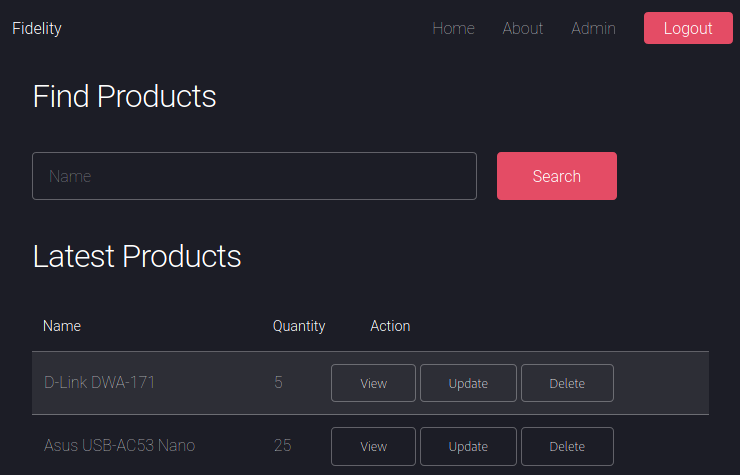 Fidelity Home About Admin Logout
Find Products
Name Search
Latest Products
Name Quantity Action
D-Link DWA-171 5 View Update Delete
Asus USB-AC53 Nano 25 View Update Delete